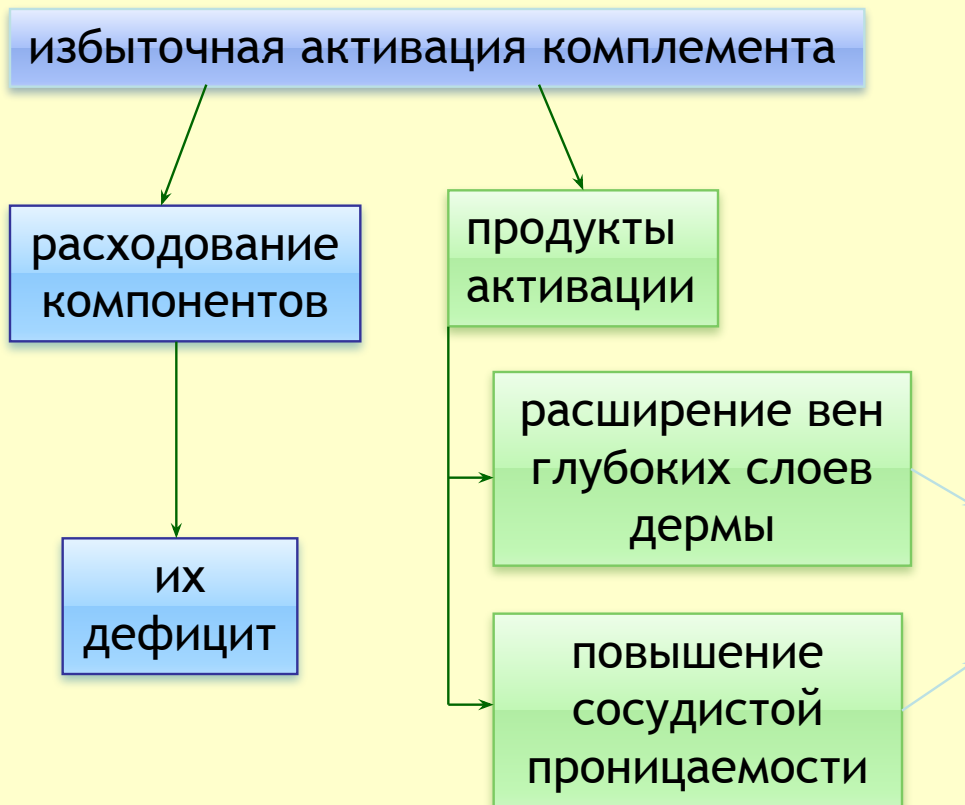 избыточная активация комплемента
расходование
компонентов
продукты
активации
расширение вен
глубоких слоев
дермы
их
дефицит
повышение
сосудистой
проницаемости